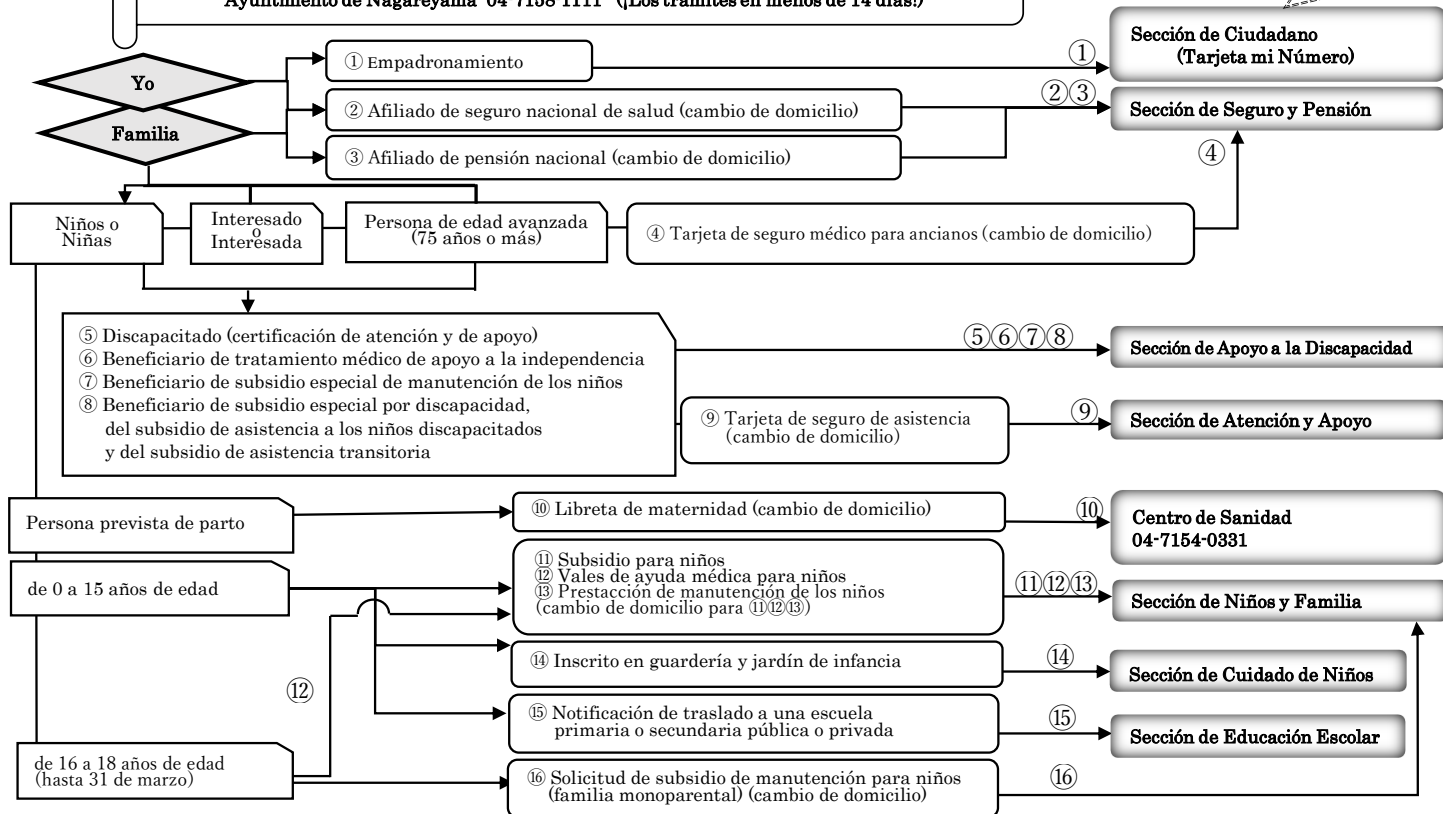 Ayuntimiento de Nagareyama 04-7158-1111 (¡Los trámites en menos de 14 días!)
Yo
Familia
① Empadronamiento
①
Sección de Ciudadano
(Tarjeta mi Número)
② Afiliado de seguro nacional de salud (cambio de domicilio)
②③
Sección de Seguro y Pensión
③ Afiliado de pensión nacional (cambio de domicilio)
④
Niños o
Niñas
Interesado
o
Interesada
Persona de edad avanzada
(75 años o más)
④ Tarjeta de seguro médico para ancianos (cambio de domicilio)
⑤ Discapacitado (certificación de atención y de apoyo)
⑥ Beneficiario de tratamiento médico de apoyo a la independencia
⑦ Beneficiario de subsidio especial de manutención de los niños
⑧ Beneficiario de subsidio especial por discapacidad,
del subsidio de asistencia a los niños discapacitados
y del subsidio de asistencia transitoria
⑤⑥⑦⑧
Sección de Apoyo a la Discapacidad
⑨ Tarjeta de seguro de asistencia
(cambio de domicilio)
⑨
Sección de Atención y Apoyo
Persona prevista de parto
⑩ Libreta de maternidad (cambio de domicilio)
⑩
Centro de Sanidad
04-7154-0331
de 0 a 15 años de edad
⑪ Subsidio para niños
⑫ Vales de ayuda médica para niños
⑬ Prestacción de manutención de los niños
(cambio de domicilio para ⑪⑫⑬)
⑪⑫⑬
Sección de Niños y Familia
⑭ Inscrito en guardería y jardín de infancia
⑭
Sección de Cuidado de Niños
⑫
⑮ Notificación de traslado a una escuela
primaria o secundaria pública o privada
⑮
Sección de Educación Escolar
de 16 a 18 años de edad
(hasta 31 de marzo)
⑯ Solicitud de subsidio de manutención para niños
(familia monoparental) (cambio de domicilio)
⑯